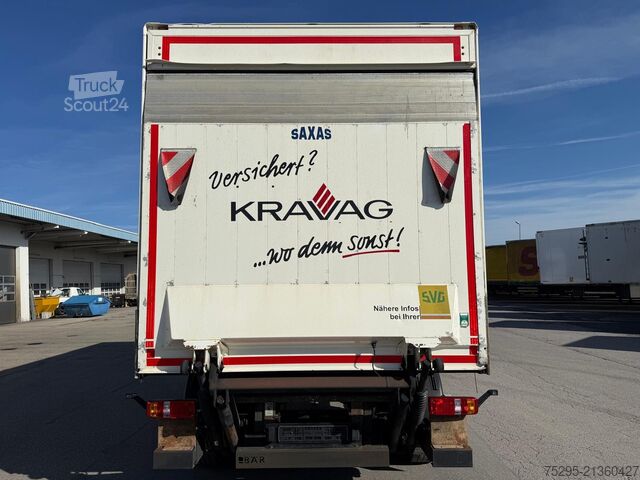 Truck
Scout24
SAXAS
Versichert?
KRAVAG
...wo denn sonst!
SVG
Nähere Infos
bei Ihrer
BÄR
75295-21360427